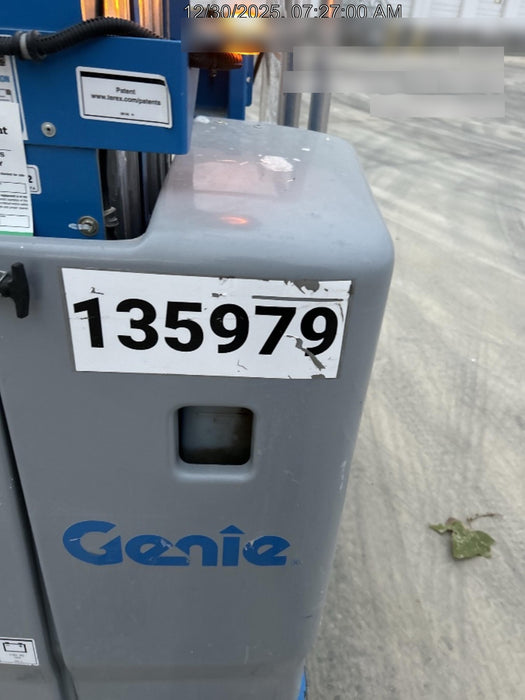 12/30/2025, 07:27:00 AM
Patent
www.terex.com/patents
135979
Genie